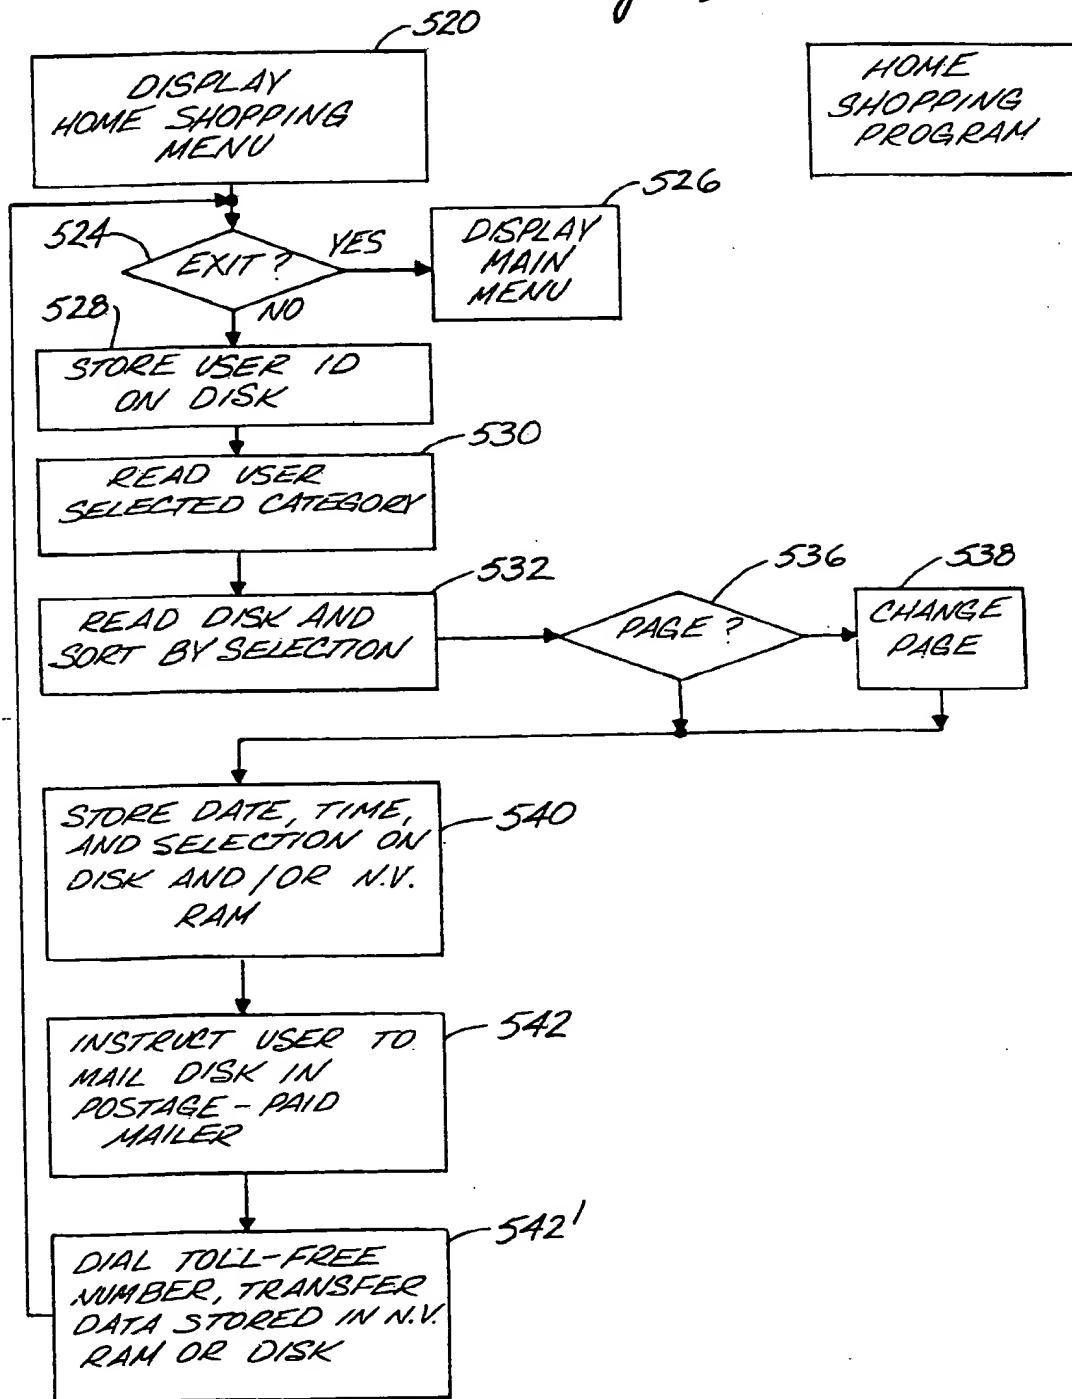 520
DISPLAY
HOME SHOPPING
MENU
HOME
SHOPPING
PROGRAM
526
524
EXIT?
YES
DISPLAY
MAIN
MENU
NO
528
STORE USER ID
ON DISK
530
READ USER
SELECTED CATEGORY
532
READ DISK AND
SORT BY SELECTION
536
PAGE?
538
CHANGE
PAGE
540
STORE DATE, TIME,
AND SELECTION ON
DISK AND/OR N.V.
RAM
542
INSTRUCT USER TO
MAIL DISK IN
POSTAGE-PAID
MAILER
542'
DIAL TOLL-FREE
NUMBER, TRANSFER
DATA STORED IN N.V.
RAM OR DISK